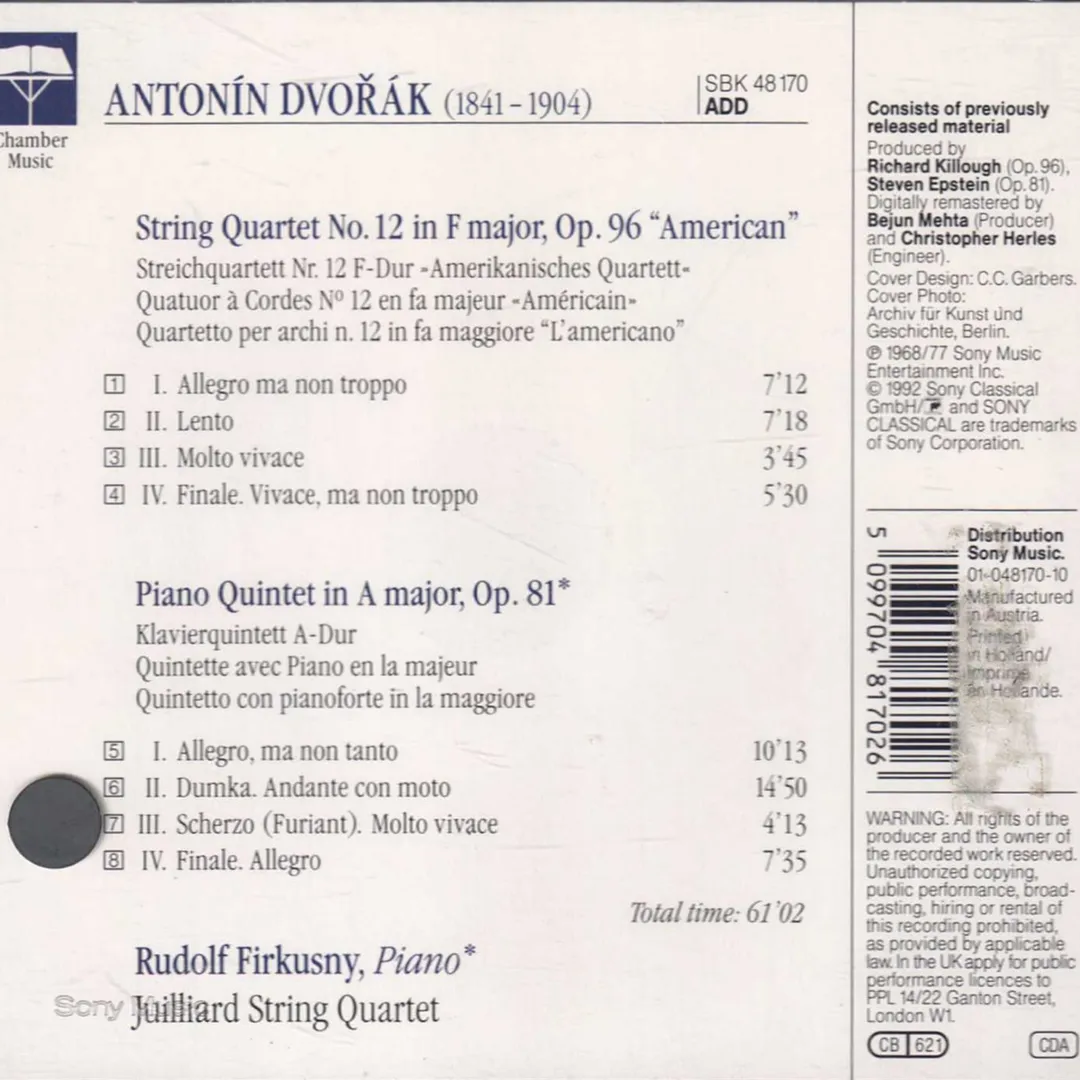 Chamber
Music
ANTONÍN DVOŘÁK (1841 – 1904)
SBK 48170
ADD
String Quartet No. 12 in F major, Op. 96 “American”
Streichquartett Nr. 12 F-Dur »Amerikanisches Quartett«
Quatuor à Cordes Nº 12 en fa majeur «Américain»
Quartetto per archi n. 12 in fa maggiore “L’americano”
1 I. Allegro ma non troppo 7’12
2 II. Lento 7’18
3 III. Molto vivace 3’45
4 IV. Finale. Vivace, ma non troppo 5’30
Piano Quintet in A major, Op. 81*
Klavierquintett A-Dur
Quintette avec Piano en la majeur
Quintetto con pianoforte in la maggiore
5 I. Allegro, ma non tanto 10’13
6 II. Dumka. Andante con moto 14’50
7 III. Scherzo (Furiant). Molto vivace 4’13
8 IV. Finale. Allegro 7’35
Total time: 61’02
Rudolf Firkusny, Piano*
Juilliard String Quartet
Sony Music
Consists of previously
released material
Produced by
Richard Killough (Op. 96),
Steven Epstein (Op. 81).
Digitally remastered by
Bejun Mehta (Producer)
and Christopher Herles
(Engineer).
Cover Design: C.C. Garbers.
Cover Photo:
Archiv für Kunst und
Geschichte, Berlin.
℗ 1968/77 Sony Music
Entertainment Inc.
© 1992 Sony Classical
GmbH/ and SONY
CLASSICAL are trademarks
of Sony Corporation.
5 099704 817026
Distribution
Sony Music.
01-048170-10
Manufactured
in Austria.
Printed
in Holland/
Imprimé
en Hollande.
WARNING: All rights of the
producer and the owner of
the recorded work reserved.
Unauthorized copying,
public performance, broad-
casting, hiring or rental of
this recording prohibited,
as provided by applicable
law. In the UK apply for public
performance licences to
PPL 14/22 Ganton Street,
London W1.
CB 621
CDA